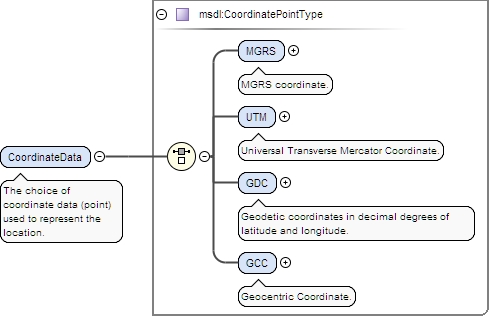 msdl:CoordinatePointType
MGRS
MGRS coordinate.
UTM
Universal Transverse Mercator Coordinate.
CoordinateData
The choice of
coordinate data (point)
used to represent the
location.
GDC
Geodetic coordinates in decimal degrees of
latitude and longitude.
GCC
Geocentric Coordinate.